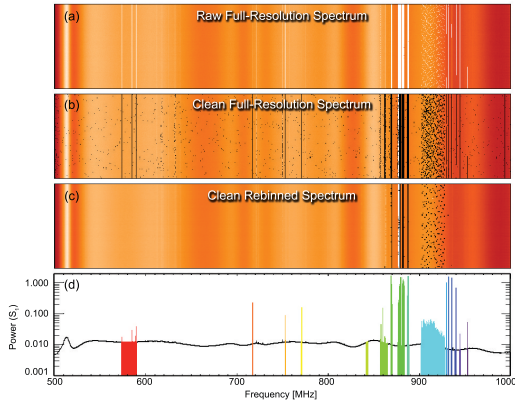 (a) Raw Full-Resolution Spectrum
(b) Clean Full-Resolution Spectrum
(c) Clean Rebinned Spectrum
(d)
1.000
0.100
0.010
0.001
Power (S₁)
500 600 700 800 900 1000
Frequency [MHz]